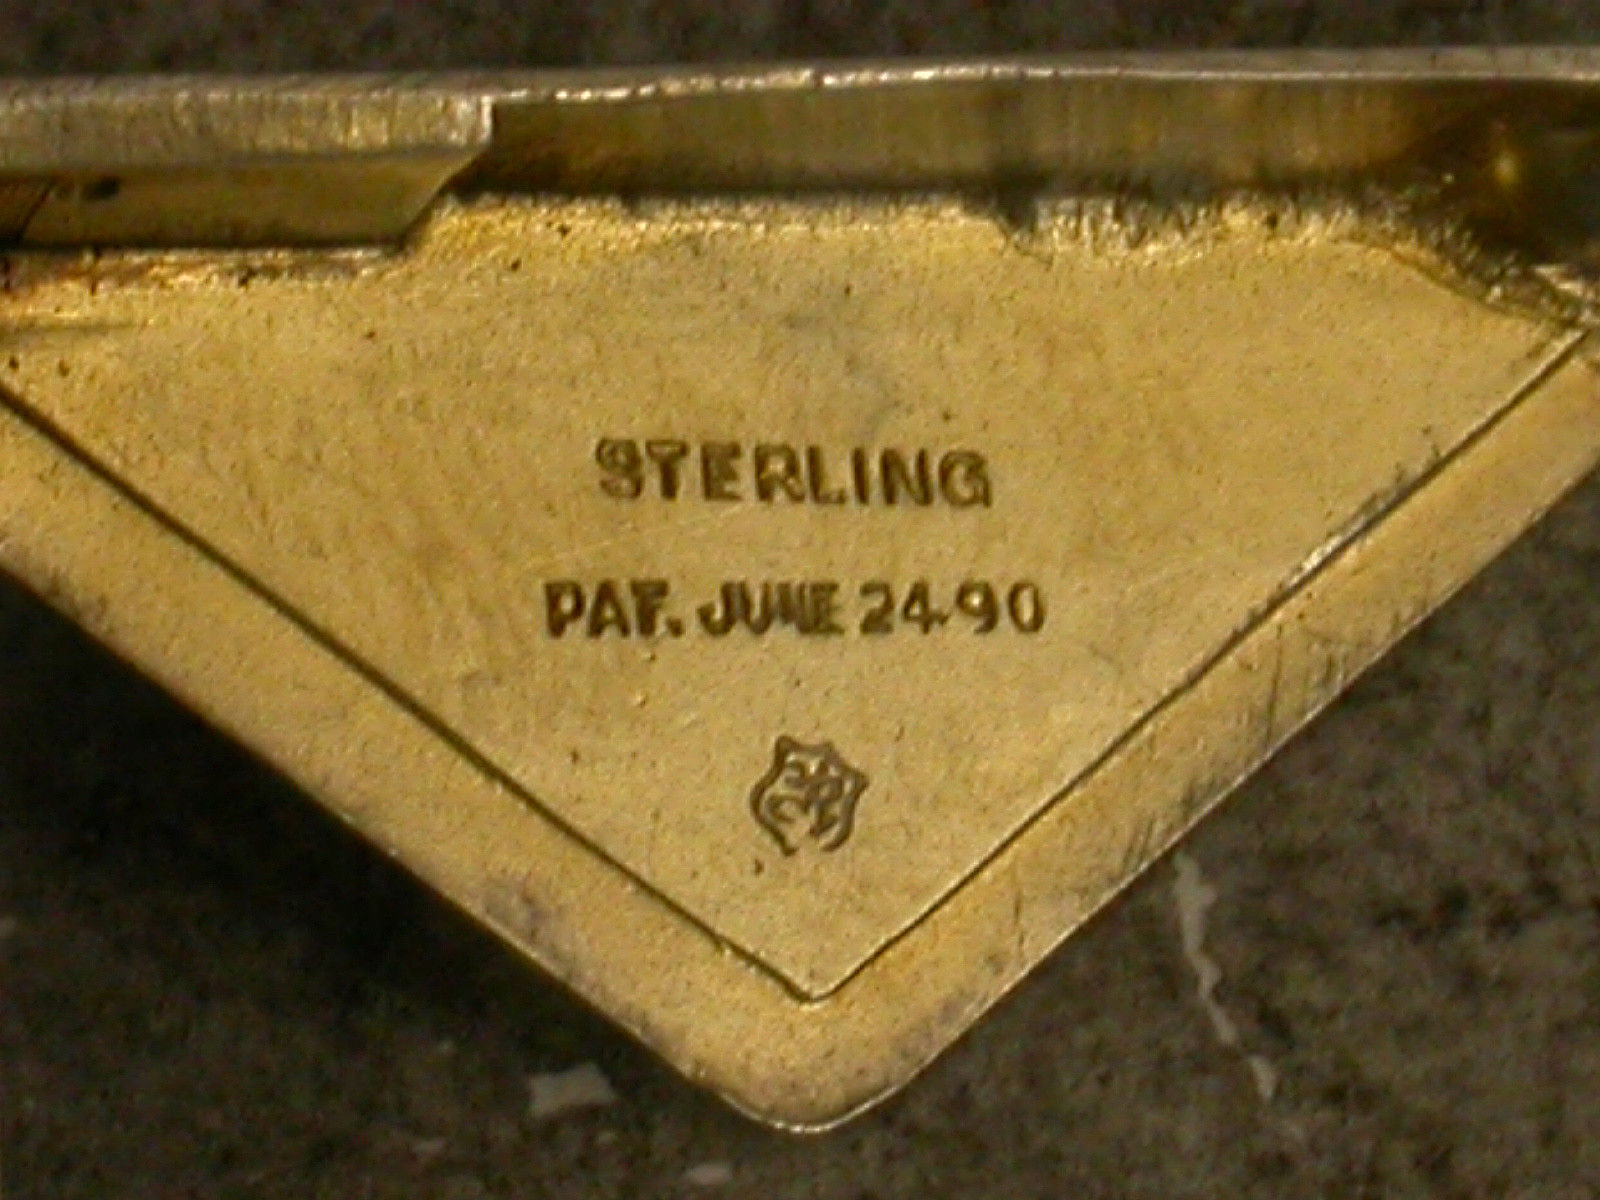 STERLING
PAT. JUNE 24.90